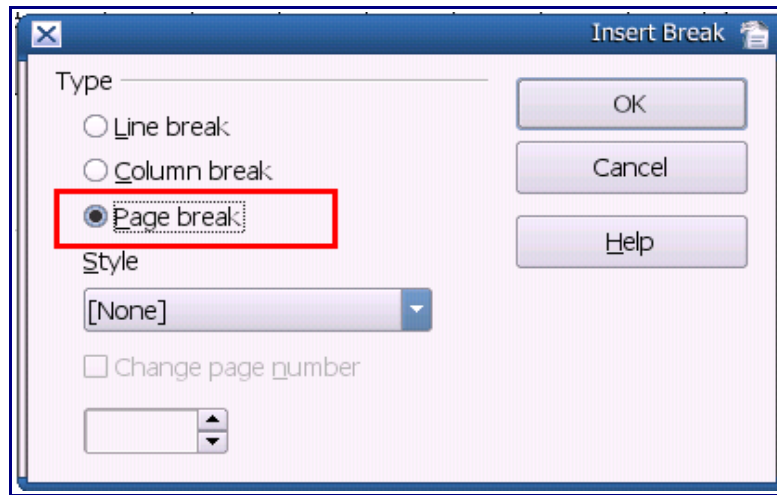 Insert Break
Type
OK
Line break
Cancel
Column break
Page break
Help
Style
[None]
Change page number